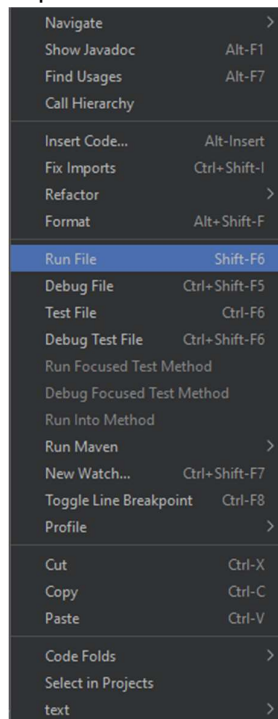 Navigate >
Show Javadoc Alt-F1
Find Usages Alt-F7
Call Hierarchy
Insert Code... Alt-Insert
Fix Imports Ctrl+Shift-I
Refactor >
Format Alt+Shift-F
Run File Shift-F6
Debug File Ctrl+Shift-F5
Test File Ctrl-F6
Debug Test File Ctrl+Shift-F6
Run Focused Test Method
Debug Focused Test Method
Run Into Method
Run Maven >
New Watch... Ctrl+Shift-F7
Toggle Line Breakpoint Ctrl-F8
Profile >
Cut Ctrl-X
Copy Ctrl-C
Paste Ctrl-V
Code Folds >
Select in Projects
text >